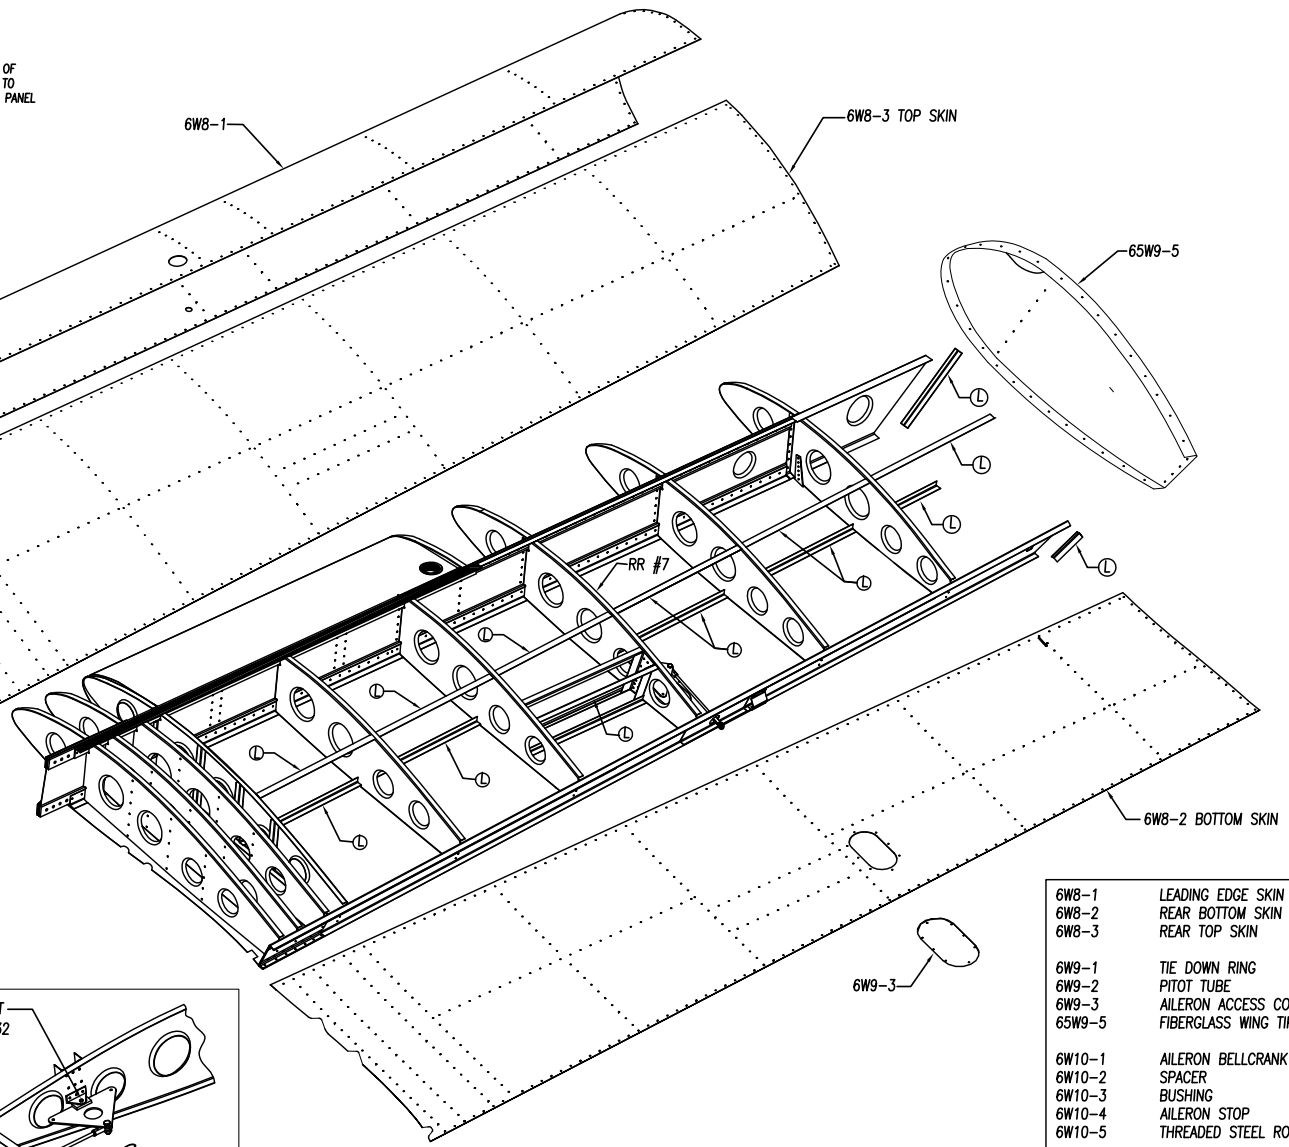 OF
TO
PANEL
6W8-1
6W8-3 TOP SKIN
65W9-5
L
L
L
L
L
RR #7
L
L
L
L
L
L
L
L
6W8-2 BOTTOM SKIN
6W9-3
6W8-1 LEADING EDGE SKIN
6W8-2 REAR BOTTOM SKIN
6W8-3 REAR TOP SKIN
6W9-1 TIE DOWN RING
6W9-2 PITOT TUBE
6W9-3 AILERON ACCESS CO
65W9-5 FIBERGLASS WING TI
6W10-1 AILERON BELLCRANK
6W10-2 SPACER
6W10-3 BUSHING
6W10-4 AILERON STOP
6W10-5 THREADED STEEL RO